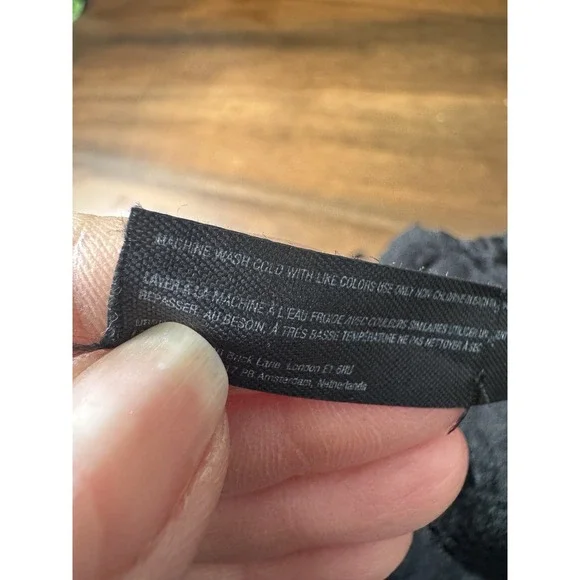 MACHINE WASH COLD WITH LIKE COLORS USE ONLY NON CHLORINE
LAVER À LA MACHINE À L'EAU FROIDE AVEC COULEURS SIMILAIRES UTILISER UN
REPASSER, AU BESOIN, À TRÈS BASSE TEMPÉRATURE NE PAS NETTOYER À SEC
Brick Lane, London E1 6RU
PB Amsterdam, Netherlands